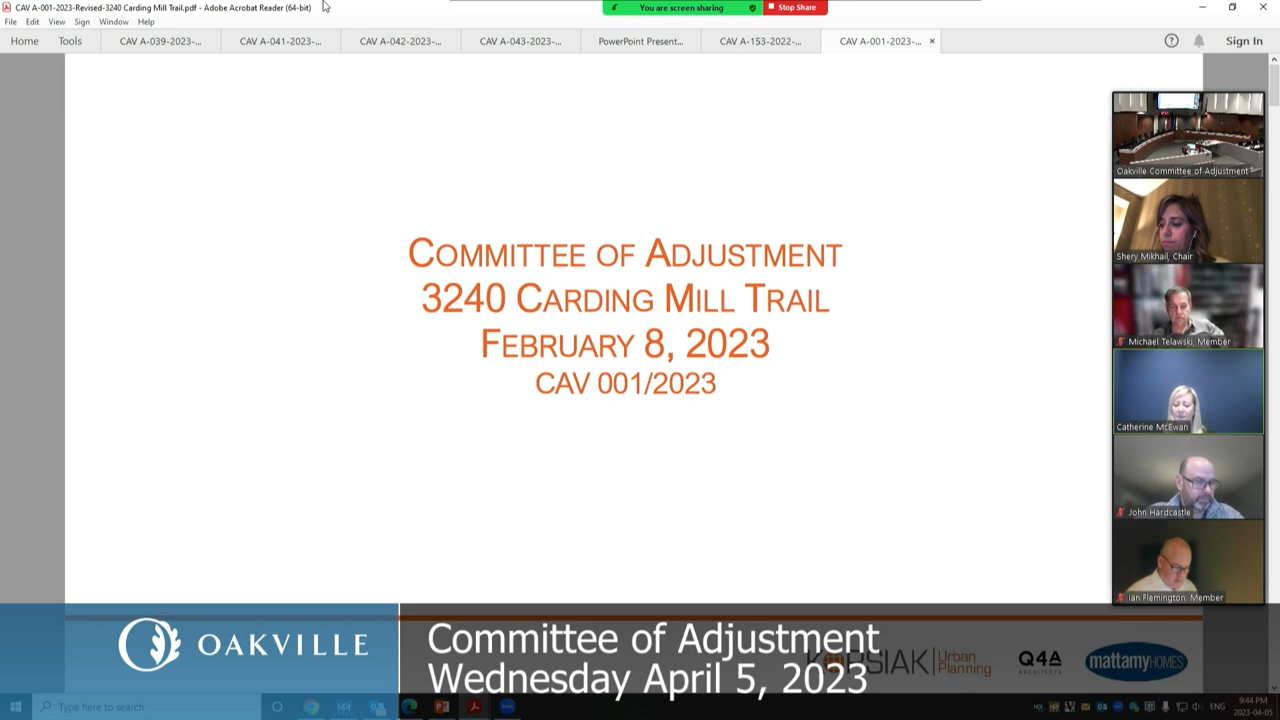 CAV A-001-2023-Revised-3240 Carding Mill Trail.pdf - Adobe Acrobat Reader (64-bit)
You are screen sharing
Stop Share
File Edit View Sign Window Help
Home Tools CAV A-039-2023-... CAV A-041-2023-... CAV A-042-2023-... CAV A-043-2023-... PowerPoint Present... CAV A-153-2022-... CAV A-001-2023-... Sign In
COMMITTEE OF ADJUSTMENT
3240 CARDING MILL TRAIL
FEBRUARY 8, 2023
CAV 001/2023
Oakville Committee of Adjustment
Shery Mikhail, Chair
Michael Telawski, Member
Catherine McEwan
John Hardcastle
Ian Flemington, Member
OAKVILLE
Committee of Adjustment
Wednesday April 5, 2023
KORSIAK Urban Planning
Q4A ARCHITECTS
mattamyHOMES
Type here to search
ENG
9:44 PM
2023-04-05